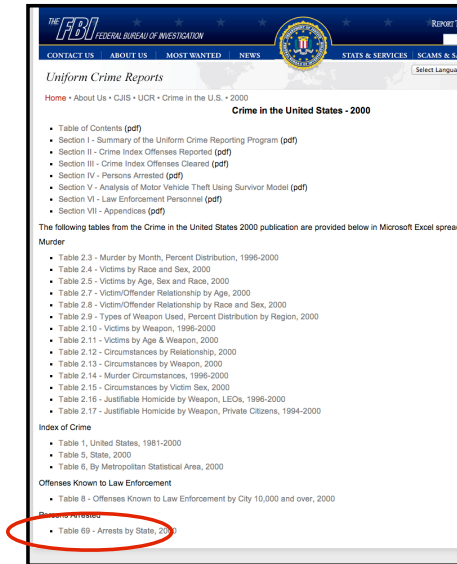 THE FBI FEDERAL BUREAU OF INVESTIGATION
REPORT
CONTACT US ABOUT US MOST WANTED NEWS STATS & SERVICES SCAMS &
Uniform Crime Reports
Select Langua
Home • About Us • CJIS • UCR • Crime in the U.S. • 2000
Crime in the United States - 2000
Table of Contents (pdf)
Section I - Summary of the Uniform Crime Reporting Program (pdf)
Section II - Crime Index Offenses Reported (pdf)
Section III - Crime Index Offenses Cleared (pdf)
Section IV - Persons Arrested (pdf)
Section V - Analysis of Motor Vehicle Theft Using Survivor Model (pdf)
Section VI - Law Enforcement Personnel (pdf)
Section VII - Appendices (pdf)
The following tables from the Crime in the United States 2000 publication are provided below in Microsoft Excel sprea
Murder
Table 2.3 - Murder by Month, Percent Distribution, 1996-2000
Table 2.4 - Victims by Race and Sex, 2000
Table 2.5 - Victims by Age, Sex and Race, 2000
Table 2.7 - Victim/Offender Relationship by Age, 2000
Table 2.8 - Victim/Offender Relationship by Race and Sex, 2000
Table 2.9 - Types of Weapon Used, Percent Distribution by Region, 2000
Table 2.10 - Victims by Weapon, 1996-2000
Table 2.11 - Victims by Age & Weapon, 2000
Table 2.12 - Circumstances by Relationship, 2000
Table 2.13 - Circumstances by Weapon, 2000
Table 2.14 - Murder Circumstances, 1996-2000
Table 2.15 - Circumstances by Victim Sex, 2000
Table 2.16 - Justifiable Homicide by Weapon, LEOs, 1996-2000
Table 2.17 - Justifiable Homicide by Weapon, Private Citizens, 1994-2000
Index of Crime
Table 1, United States, 1981-2000
Table 5, State, 2000
Table 6, By Metropolitan Statistical Area, 2000
Offenses Known to Law Enforcement
Table 8 - Offenses Known to Law Enforcement by City 10,000 and over, 2000
Persons Arrested
Table 69 - Arrests by State, 2000